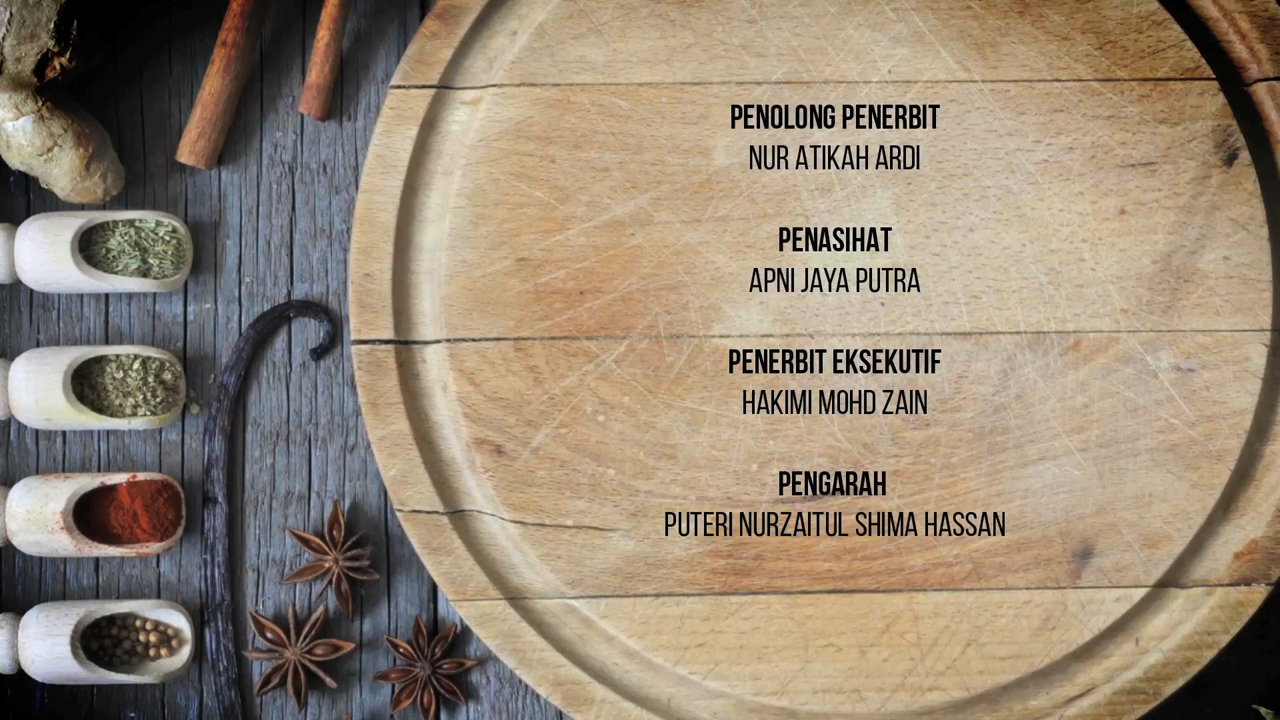 PENOLONG PENERBIT
NUR ATIKAH ARDI
PENASIHAT
APNI JAYA PUTRA
PENERBIT EKSEKUTIF
HAKIMI MOHD ZAIN
PENGARAH
PUTERI NURZAITUL SHIMA HASSAN